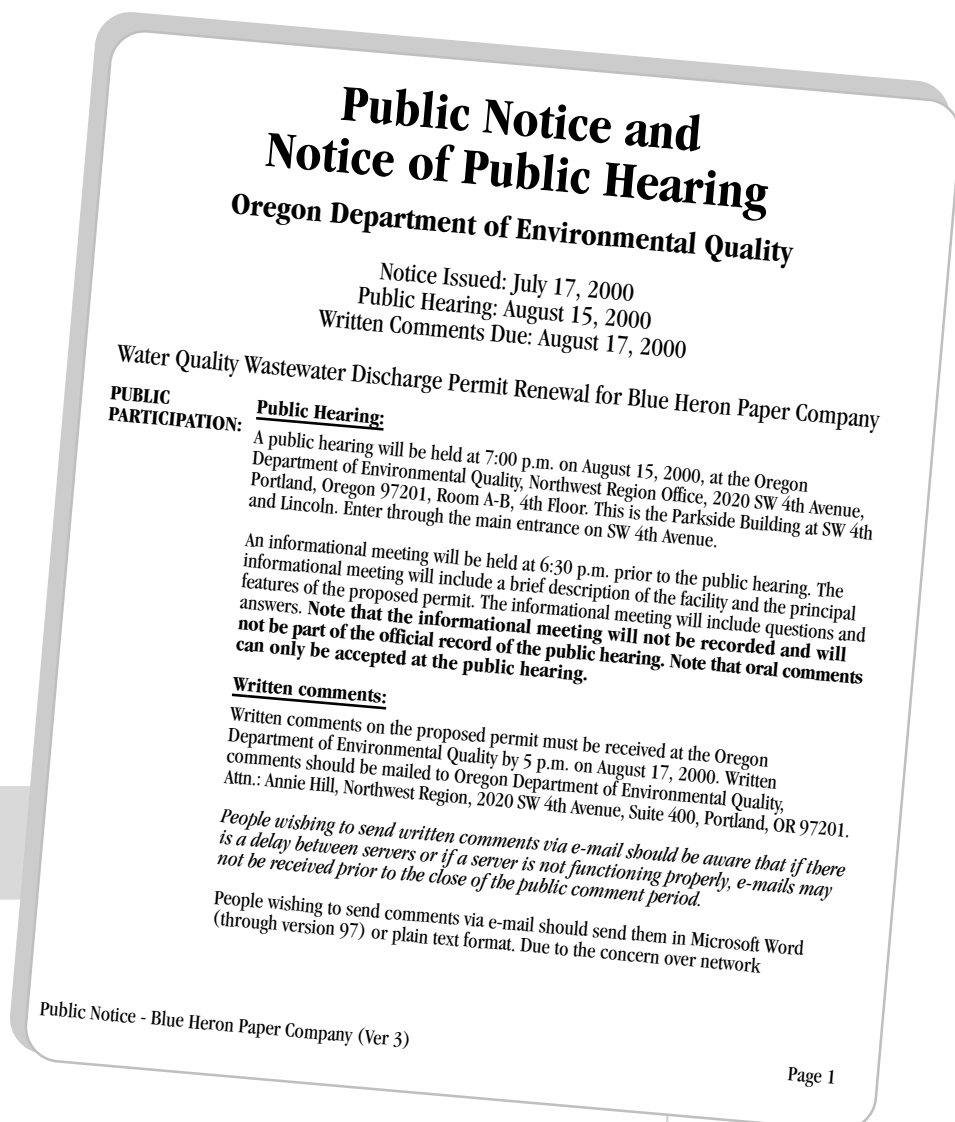 Public Notice and
Notice of Public Hearing
Oregon Department of Environmental Quality
Notice Issued: July 17, 2000
Public Hearing: August 15, 2000
Written Comments Due: August 17, 2000
Water Quality Wastewater Discharge Permit Renewal for Blue Heron Paper Company
PUBLIC
PARTICIPATION:
Public Hearing:
A public hearing will be held at 7:00 p.m. on August 15, 2000, at the Oregon
Department of Environmental Quality, Northwest Region Office, 2020 SW 4th Avenue,
Portland, Oregon 97201, Room A-B, 4th Floor. This is the Parkside Building at SW 4th
and Lincoln. Enter through the main entrance on SW 4th Avenue.
An informational meeting will be held at 6:30 p.m. prior to the public hearing. The
informational meeting will include a brief description of the facility and the principal
features of the proposed permit. The informational meeting will include questions and
answers. Note that the informational meeting will not be recorded and will
not be part of the official record of the public hearing. Note that oral comments
can only be accepted at the public hearing.
Written comments:
Written comments on the proposed permit must be received at the Oregon
Department of Environmental Quality by 5 p.m. on August 17, 2000. Written
comments should be mailed to Oregon Department of Environmental Quality,
Attn.: Annie Hill, Northwest Region, 2020 SW 4th Avenue, Suite 400, Portland, OR 97201.
People wishing to send written comments via e-mail should be aware that if there
is a delay between servers or if a server is not functioning properly, e-mails may
not be received prior to the close of the public comment period.
People wishing to send comments via e-mail should send them in Microsoft Word
(through version 97) or plain text format. Due to the concern over network
Public Notice - Blue Heron Paper Company (Ver 3)
Page 1